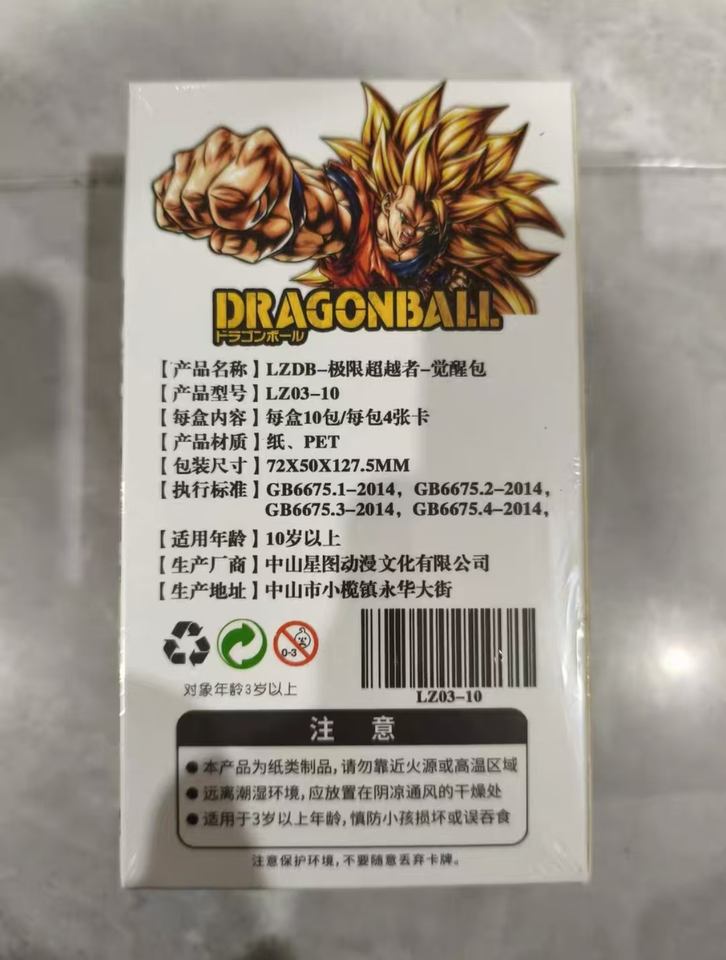 DRAGONBALL
ドラゴンボール
【产品名称】LZDB-极限超越者-觉醒包
【产品型号】LZ03-10
【每盒内容】每盒10包/每包4张卡
【产品材质】纸、PET
【包装尺寸】72X50X127.5MM
【执行标准】GB6675.1-2014，GB6675.2-2014，
GB6675.3-2014，GB6675.4-2014，
【适用年龄】10岁以上
【生产厂商】中山星图动漫文化有限公司
【生产地址】中山市小榄镇永华大街
0-3
对象年龄3岁以上
LZ03-10
注 意
●本产品为纸类制品，请勿靠近火源或高温区域
●远离潮湿环境，应放置在阴凉通风的干燥处
●适用于3岁以上年龄，慎防小孩损坏或误吞食
注意保护环境，不要随意丢弃卡牌。